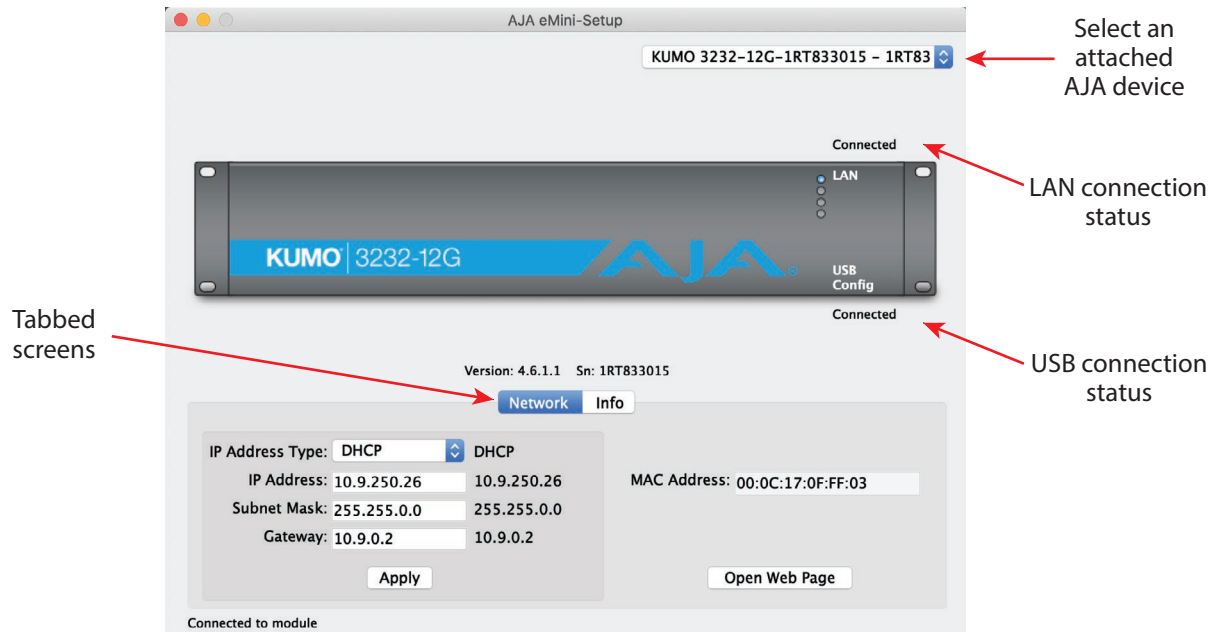 AJA eMini-Setup
KUMO 3232-12G-1RT833015 - 1RT83
Select an
attached
AJA device
Connected
LAN
LAN connection
status
KUMO 3232-12G
AJA®
USB
Config
Connected
Tabbed
screens
USB connection
status
Version: 4.6.1.1 Sn: 1RT833015
Network Info
IP Address Type: DHCP DHCP
IP Address: 10.9.250.26 10.9.250.26
MAC Address: 00:0C:17:0F:FF:03
Subnet Mask: 255.255.0.0 255.255.0.0
Gateway: 10.9.0.2 10.9.0.2
Apply
Open Web Page
Connected to module